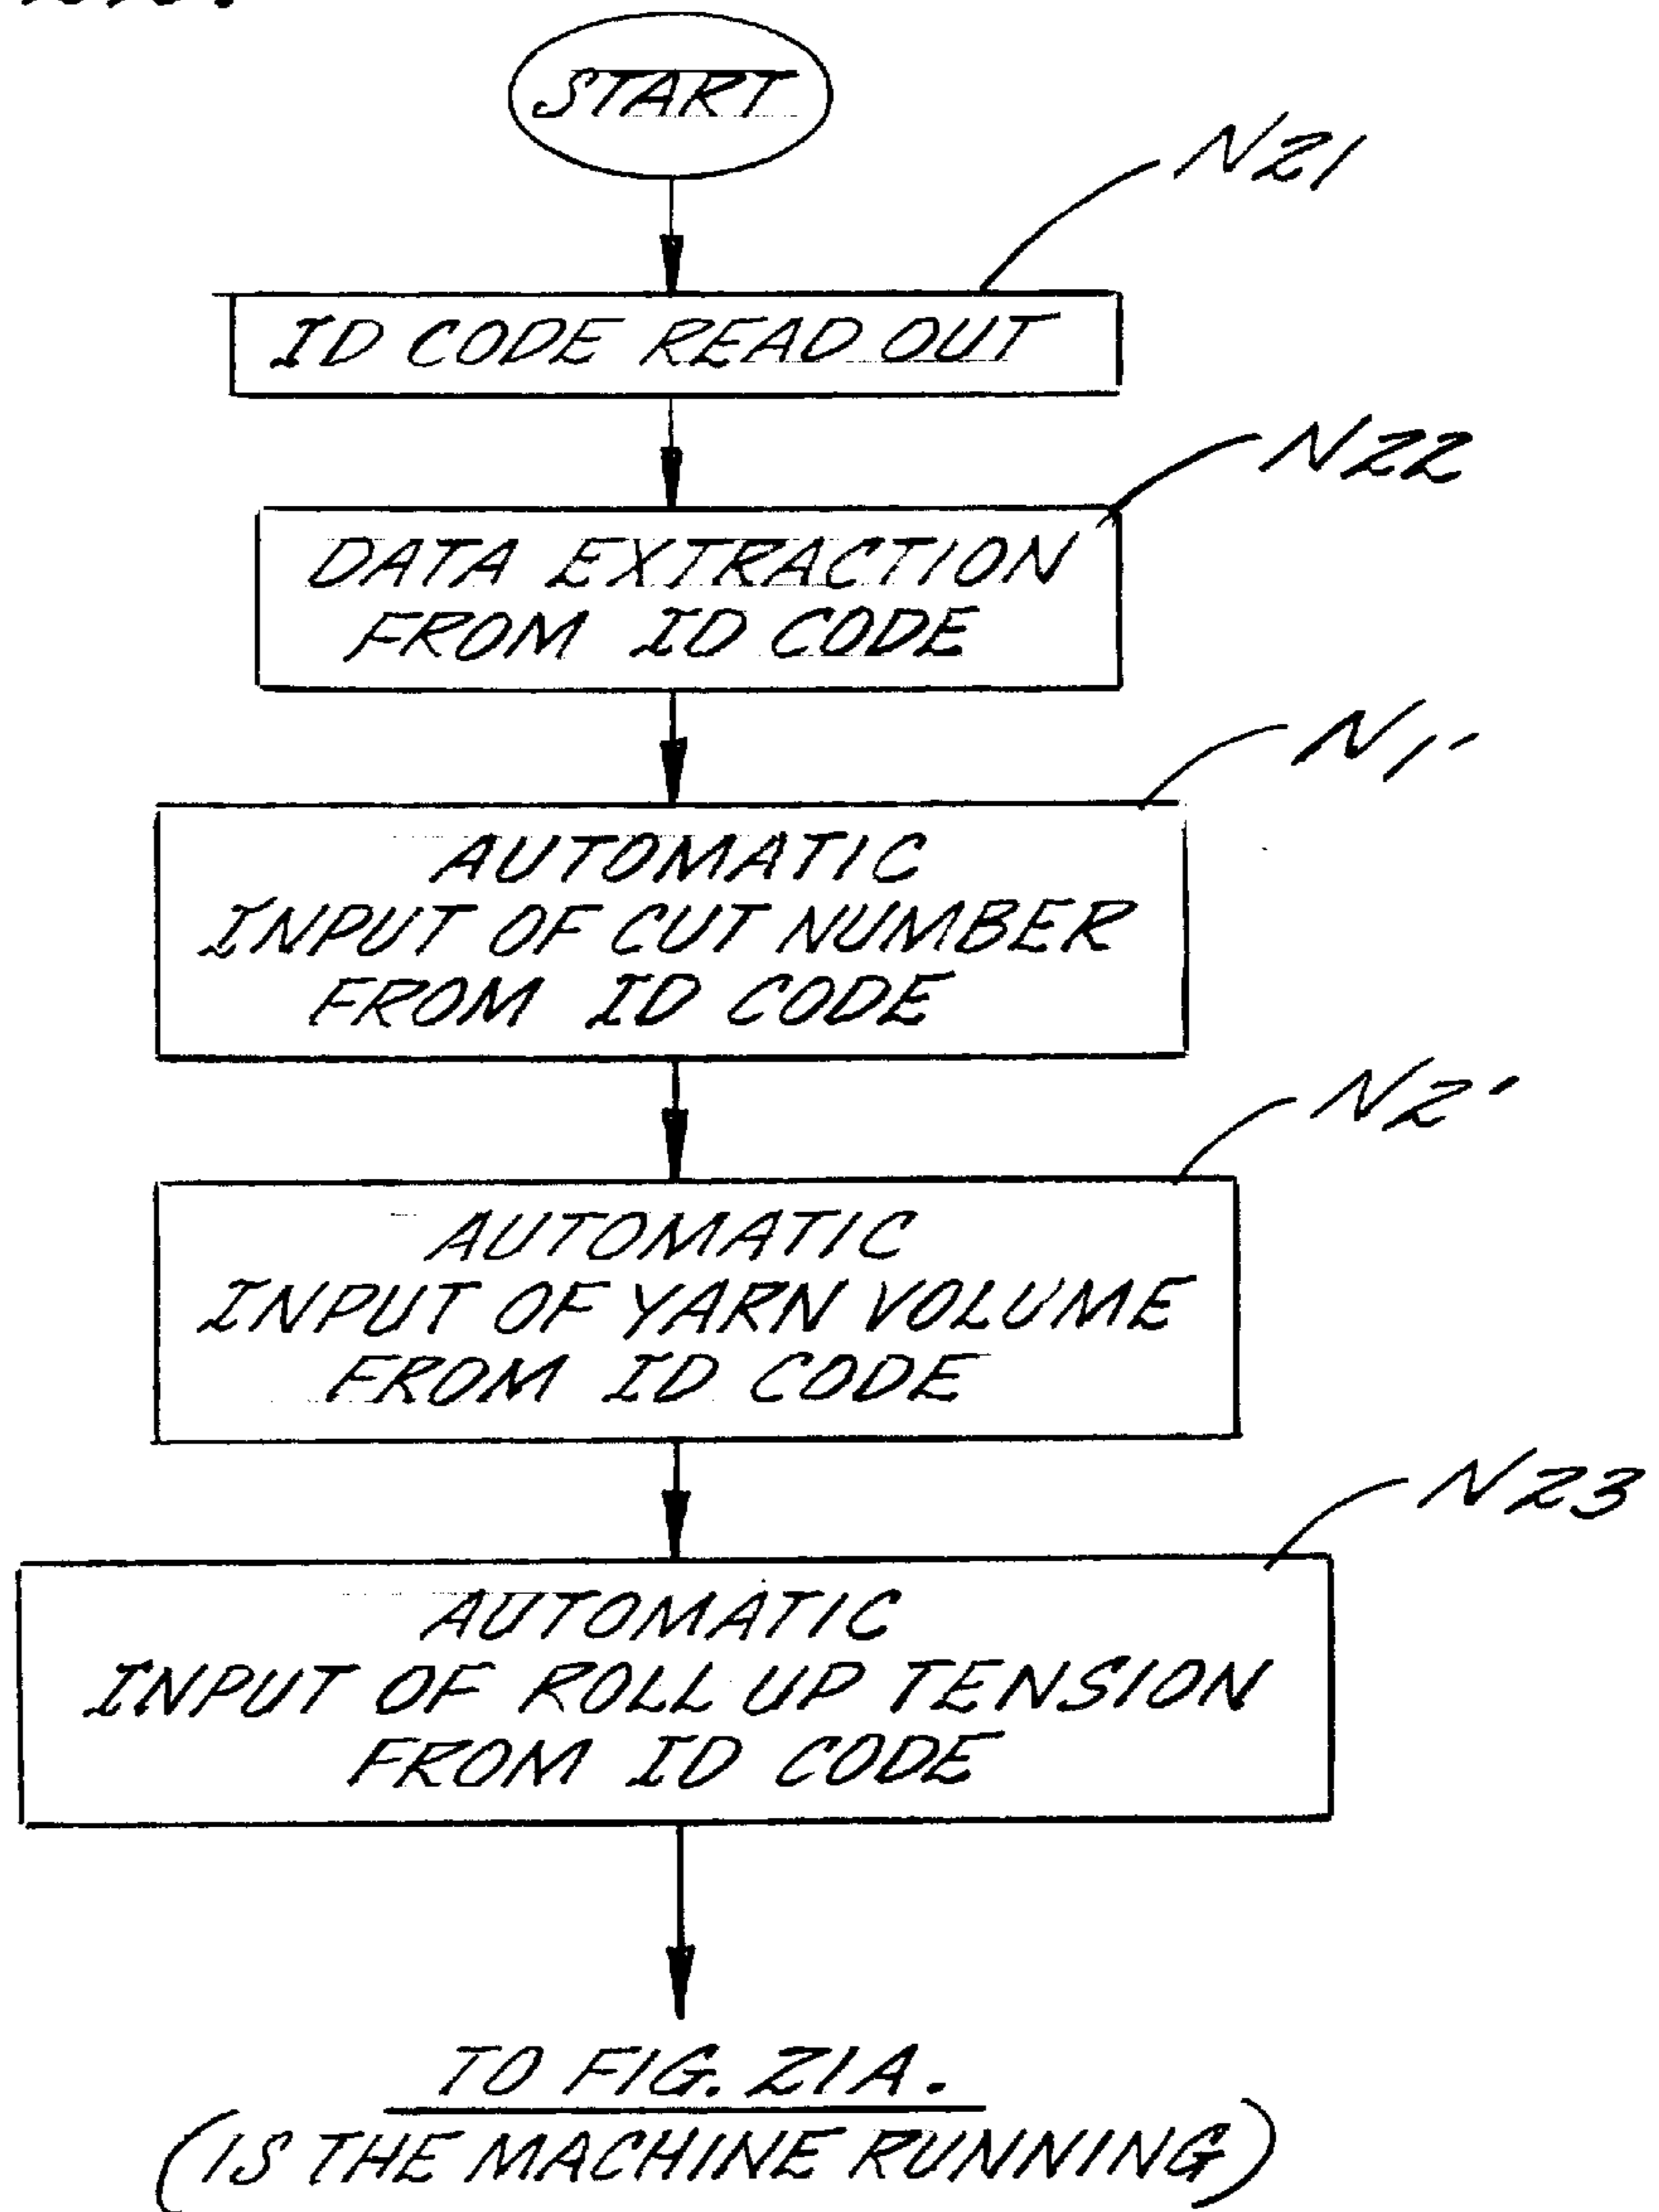 START
N21
ID CODE READ OUT
N22
DATA EXTRACTION
FROM ID CODE
N1'
AUTOMATIC
INPUT OF CUT NUMBER
FROM ID CODE
N2'
AUTOMATIC
INPUT OF YARN VOLUME
FROM ID CODE
N23
AUTOMATIC
INPUT OF ROLL UP TENSION
FROM ID CODE
TO FIG. 21A.
(IS THE MACHINE RUNNING)